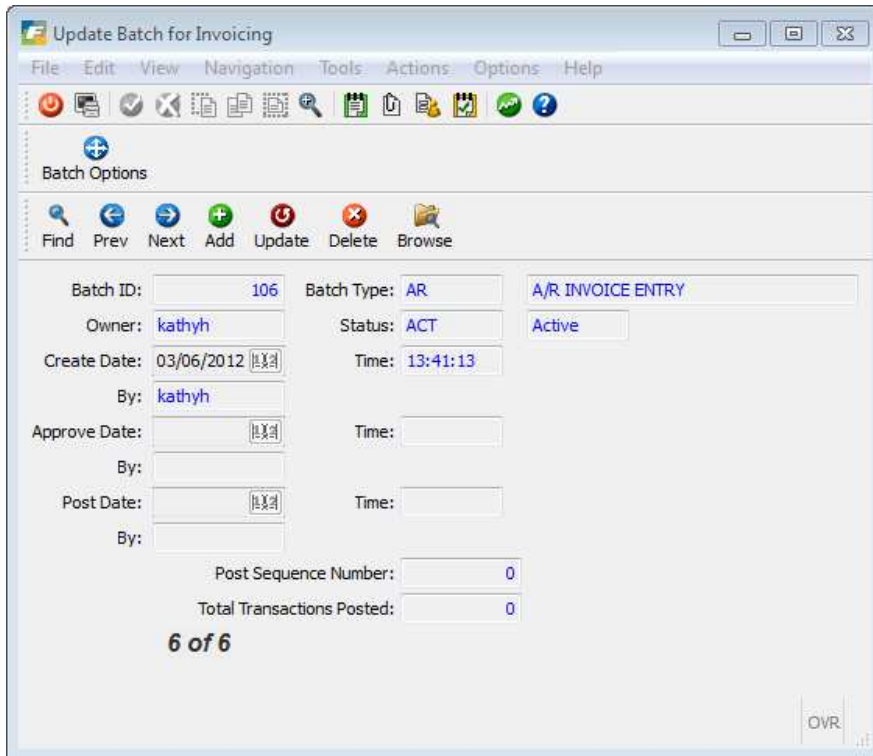 Update Batch for Invoicing
File Edit View Navigation Tools Actions Options Help
Batch Options
Find Prev Next Add Update Delete Browse
Batch ID: 106 Batch Type: AR A/R INVOICE ENTRY
Owner: kathyh Status: ACT Active
Create Date: 03/06/2012 Time: 13:41:13
By: kathyh
Approve Date: Time:
By:
Post Date: Time:
By:
Post Sequence Number: 0
Total Transactions Posted: 0
6 of 6
OVR